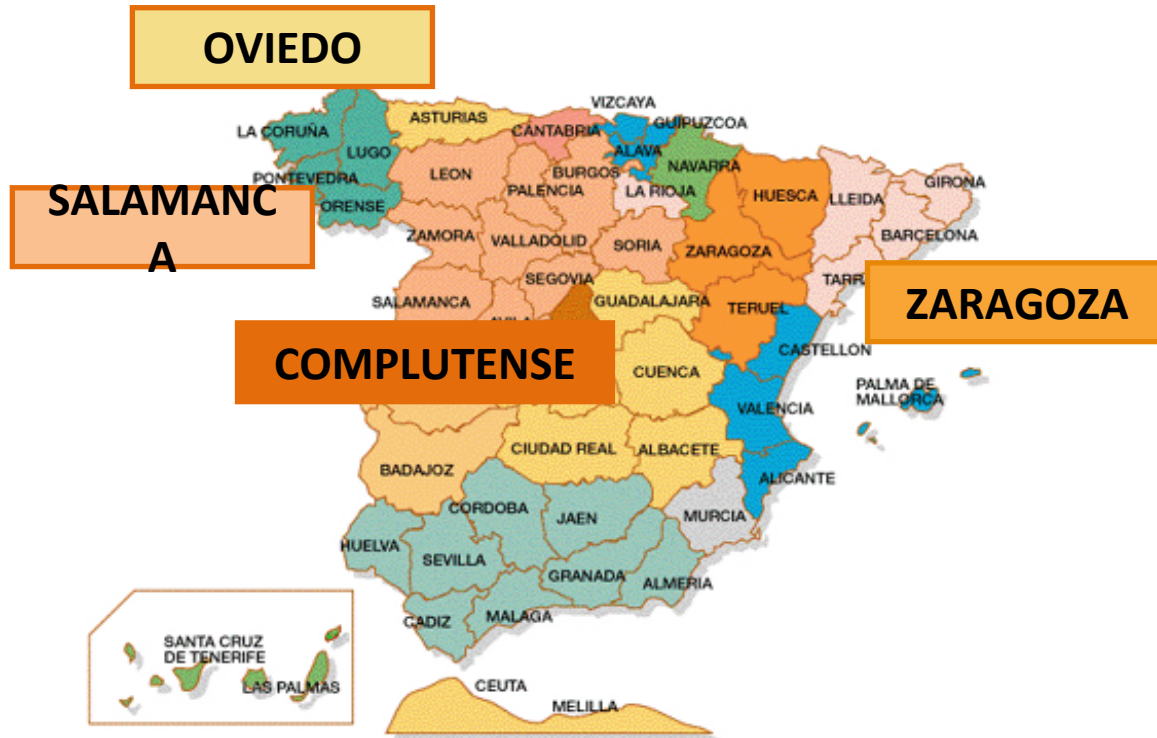 OVIEDO
VIZCAYA
ASTURIAS
GUIPUZCOA
LA CORUÑA
CANTABRIA
LUGO
ALAVA
NAVARRA
PONTEVEDRA
LEON
BURGOS
PALENCIA
LA RIOJA
HUESCA
LLEIDA
GIRONA
SALAMANC
A
ORENSE
ZAMORA
VALLADOLID
SORIA
ZARAGOZA
BARCELONA
SEGOVIA
TARR
SALAMANCA
GUADALAJARA
TERUEL
ZARAGOZA
AVILA
COMPLUTENSE
CASTELLON
CUENCA
PALMA DE
MALLORCA
VALENCIA
CIUDAD REAL
ALBACETE
BADAJOZ
ALICANTE
CORDOBA
JAEN
MURCIA
HUELVA
SEVILLA
GRANADA
ALMERIA
CADIZ
MALAGA
SANTA CRUZ
DE TENERIFE
LAS PALMAS
CEUTA
MELILLA